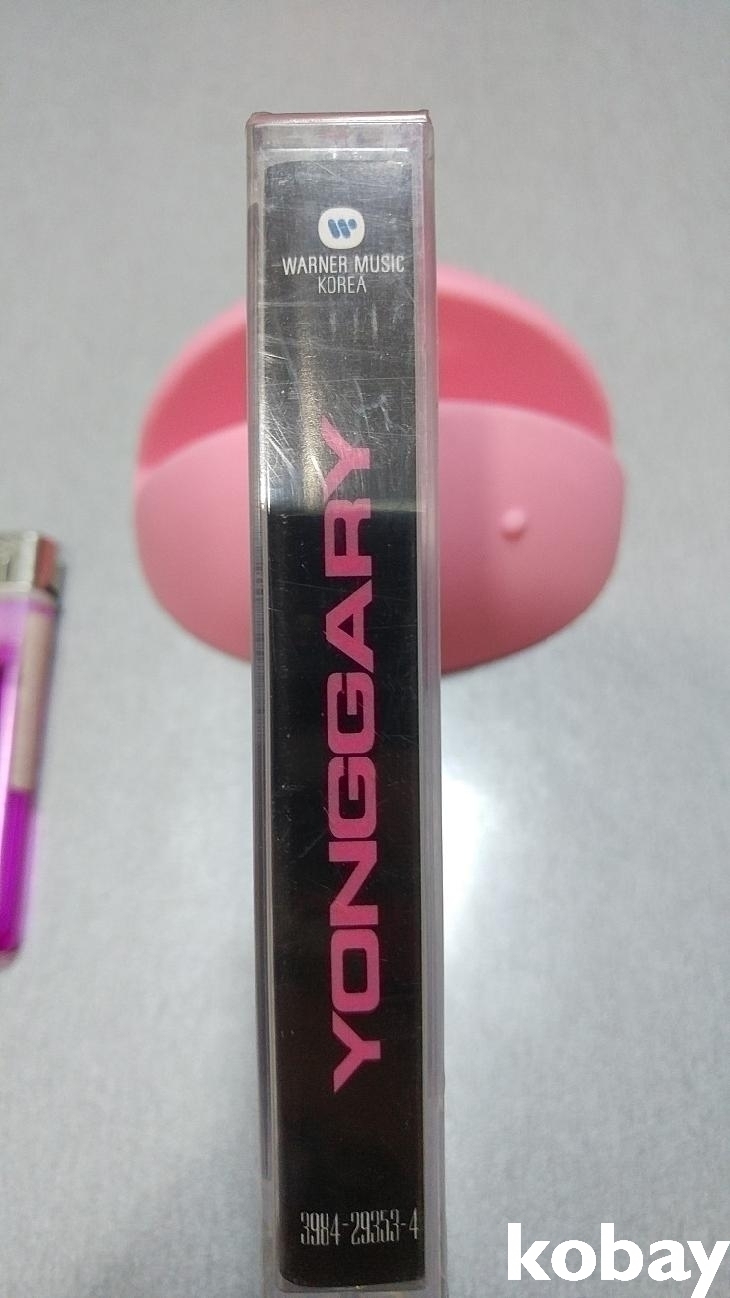 WARNER MUSIC
KOREA
YONGGARY
3984-29353-4
kobay